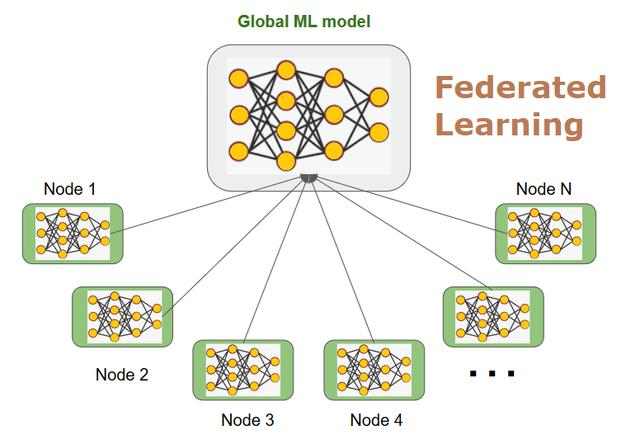 Global ML model
Federated
Learning
Node 1
Node N
Node 2
...
Node 3
Node 4